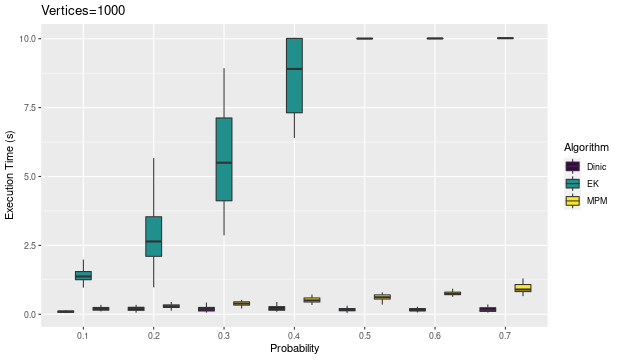 Vertices=1000
Execution Time (s)
10.0
7.5
5.0
2.5
0.0
0.1 0.2 0.3 0.4 0.5 0.6 0.7
Probability
Algorithm
Dinic
EK
MPM